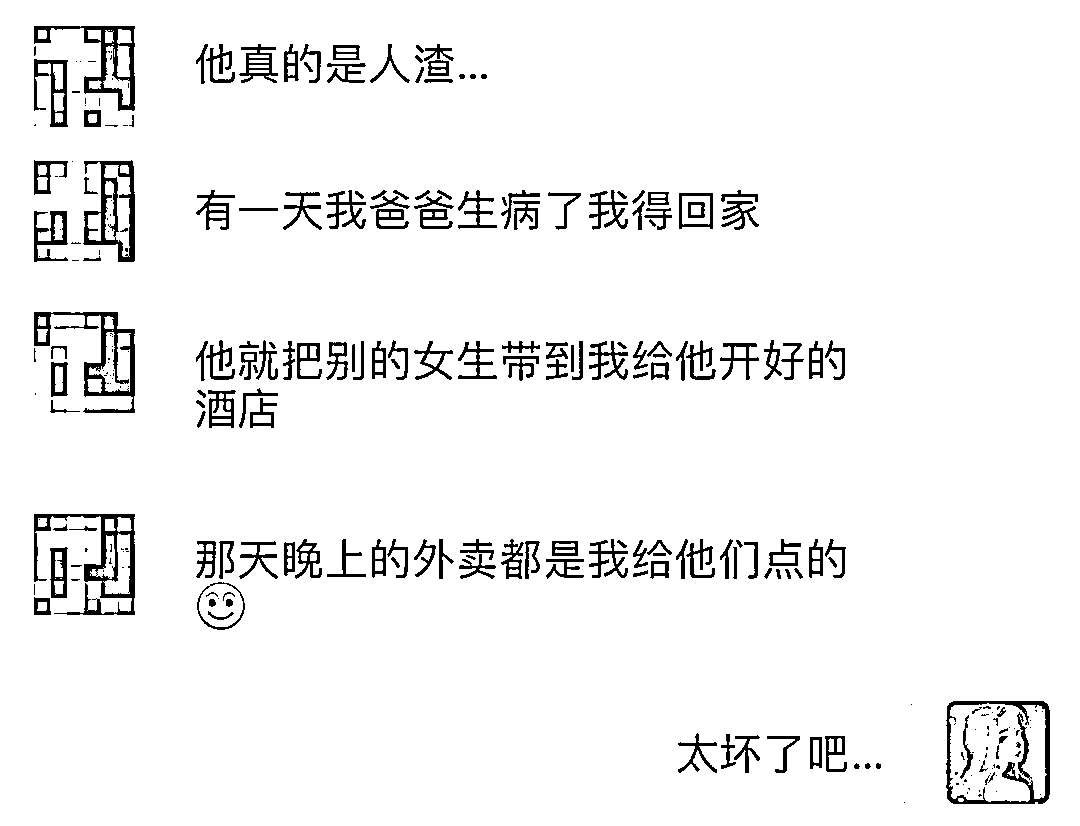 他真的是人渣...
有一天我爸爸生病了我得回家
他就把别的女生带到我给他开好的
酒店
那天晚上的外卖都是我给他们点的
太坏了吧...